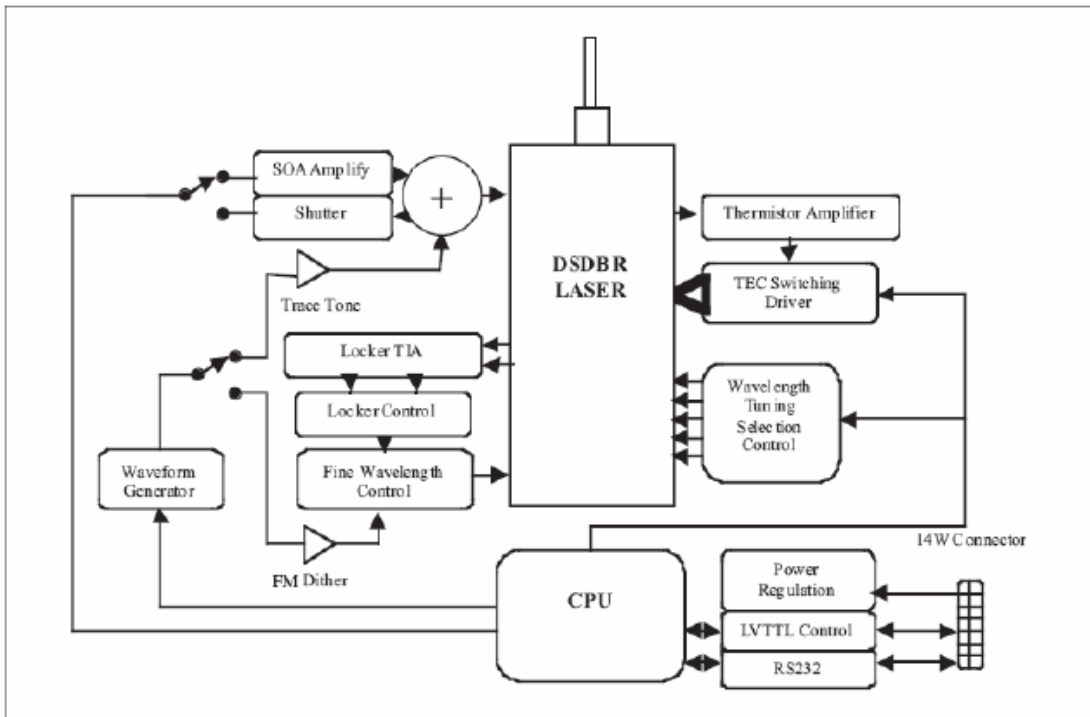 SOA Amplify
Shutter
+
Trace Tone
DSDBR
LASER
Thermistor Amplifier
TEC Switching
Driver
Locker TIA
Locker Control
Fine Wavelength
Control
Waveform
Generator
FM Dither
Wavelength
Tuning
Selection
Control
14W Connector
CPU
Power
Regulation
LVTTL Control
RS232